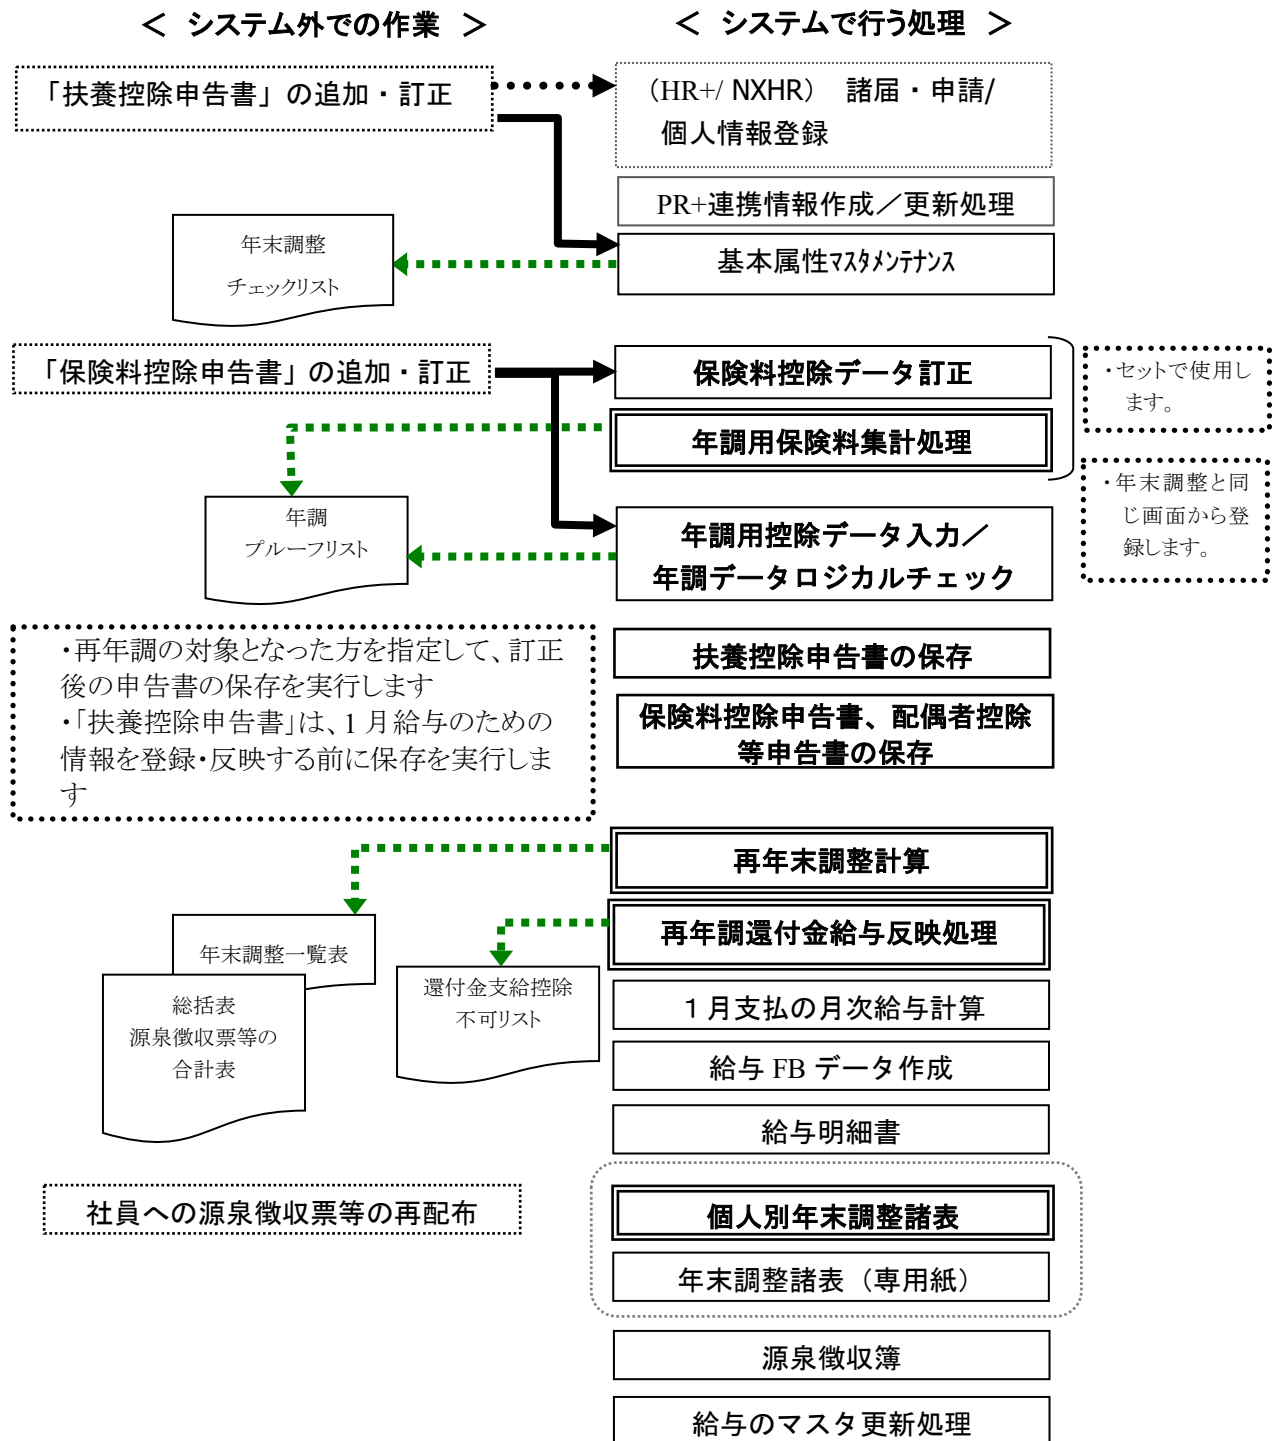 ＜ システム外での作業 ＞
＜ システムで行う処理 ＞
「扶養控除申告書」の追加・訂正
（HR+/ NXHR） 諸届・申請/
個人情報登録
PR+連携情報作成／更新処理
年末調整
チェックリスト
基本属性ﾏｽﾀﾒﾝﾃﾅﾝｽ
「保険料控除申告書」の追加・訂正
保険料控除データ訂正
・セットで使用し
ます。
年調用保険料集計処理
・年末調整と同
じ画面から登
録します。
年調
プルーフリスト
年調用控除データ入力／
年調データロジカルチェック
・再年調の対象となった方を指定して、訂正
後の申告書の保存を実行します
・「扶養控除申告書」は、1 月給与のための
情報を登録・反映する前に保存を実行しま
す
扶養控除申告書の保存
保険料控除申告書、配偶者控除
等申告書の保存
再年末調整計算
再年調還付金給与反映処理
年末調整一覧表
総括表
源泉徴収票等の
合計表
還付金支給控除
不可リスト
１月支払の月次給与計算
給与 FB データ作成
給与明細書
社員への源泉徴収票等の再配布
個人別年末調整諸表
年末調整諸表（専用紙）
源泉徴収簿
給与のマスタ更新処理